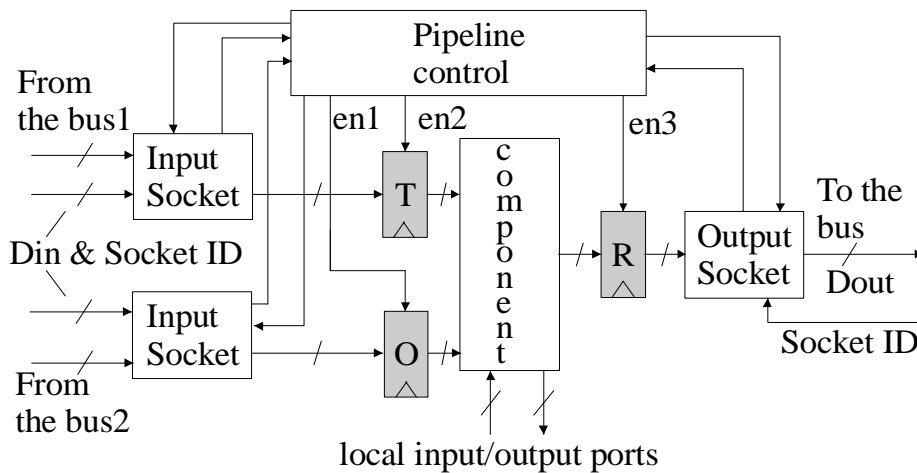 Pipeline
control
From
the bus1
en1
en2
en3
Input
Socket
T
component
R
Output
Socket
To the
bus
Dout
Din & Socket ID
Input
Socket
O
Socket ID
From
the bus2
local input/output ports